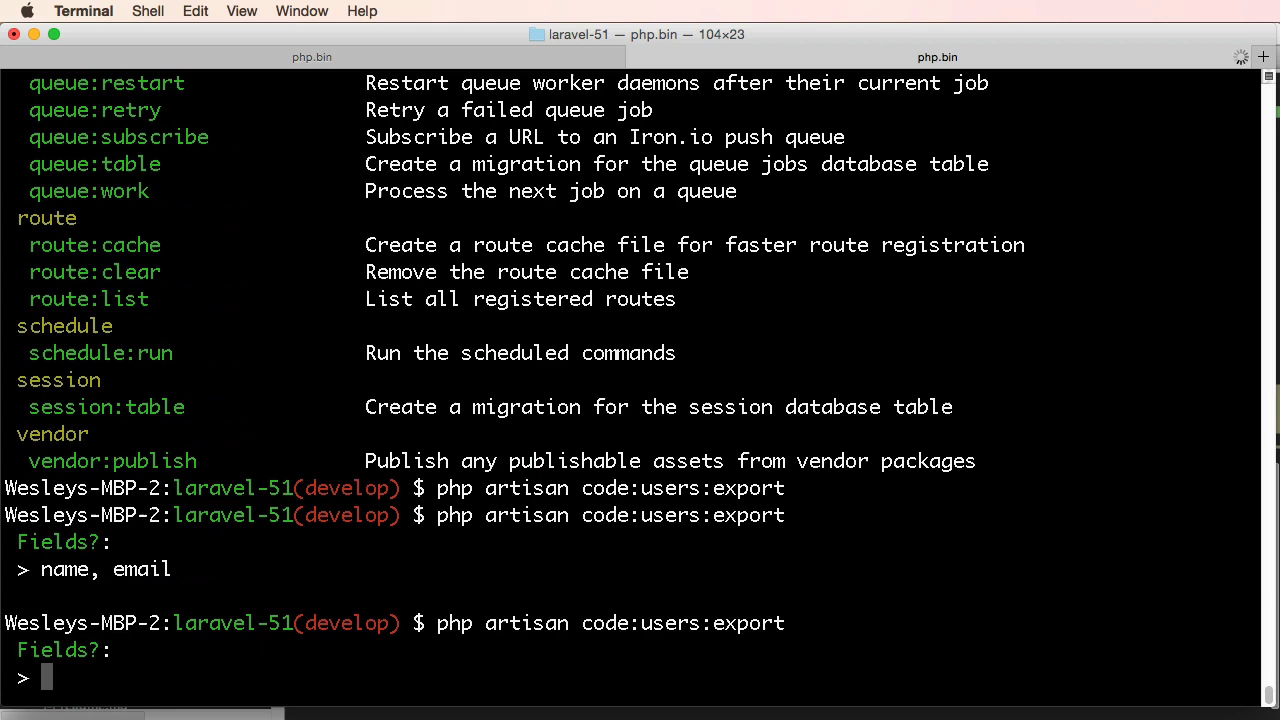 Terminal Shell Edit View Window Help
laravel-51 — php.bin — 104×23
php.bin php.bin
queue:restart Restart queue worker daemons after their current job
queue:retry Retry a failed queue job
queue:subscribe Subscribe a URL to an Iron.io push queue
queue:table Create a migration for the queue jobs database table
queue:work Process the next job on a queue
route
route:cache Create a route cache file for faster route registration
route:clear Remove the route cache file
route:list List all registered routes
schedule
schedule:run Run the scheduled commands
session
session:table Create a migration for the session database table
vendor
vendor:publish Publish any publishable assets from vendor packages
Wesleys-MBP-2:laravel-51(develop) $ php artisan code:users:export
Wesleys-MBP-2:laravel-51(develop) $ php artisan code:users:export
Fields?:
> name, email
Wesleys-MBP-2:laravel-51(develop) $ php artisan code:users:export
Fields?:
>